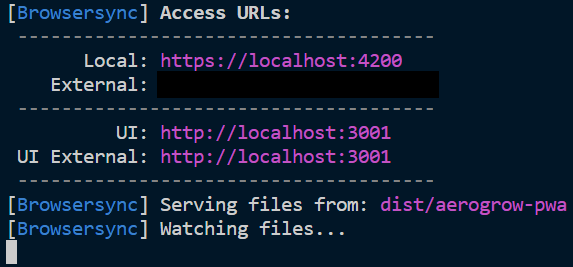 [Browsersync] Access URLs:
---------------------------------------
Local: https://localhost:4200
External:
---------------------------------------
UI: http://localhost:3001
UI External: http://localhost:3001
---------------------------------------
[Browsersync] Serving files from: dist/aerogrow-pwa
[Browsersync] Watching files...